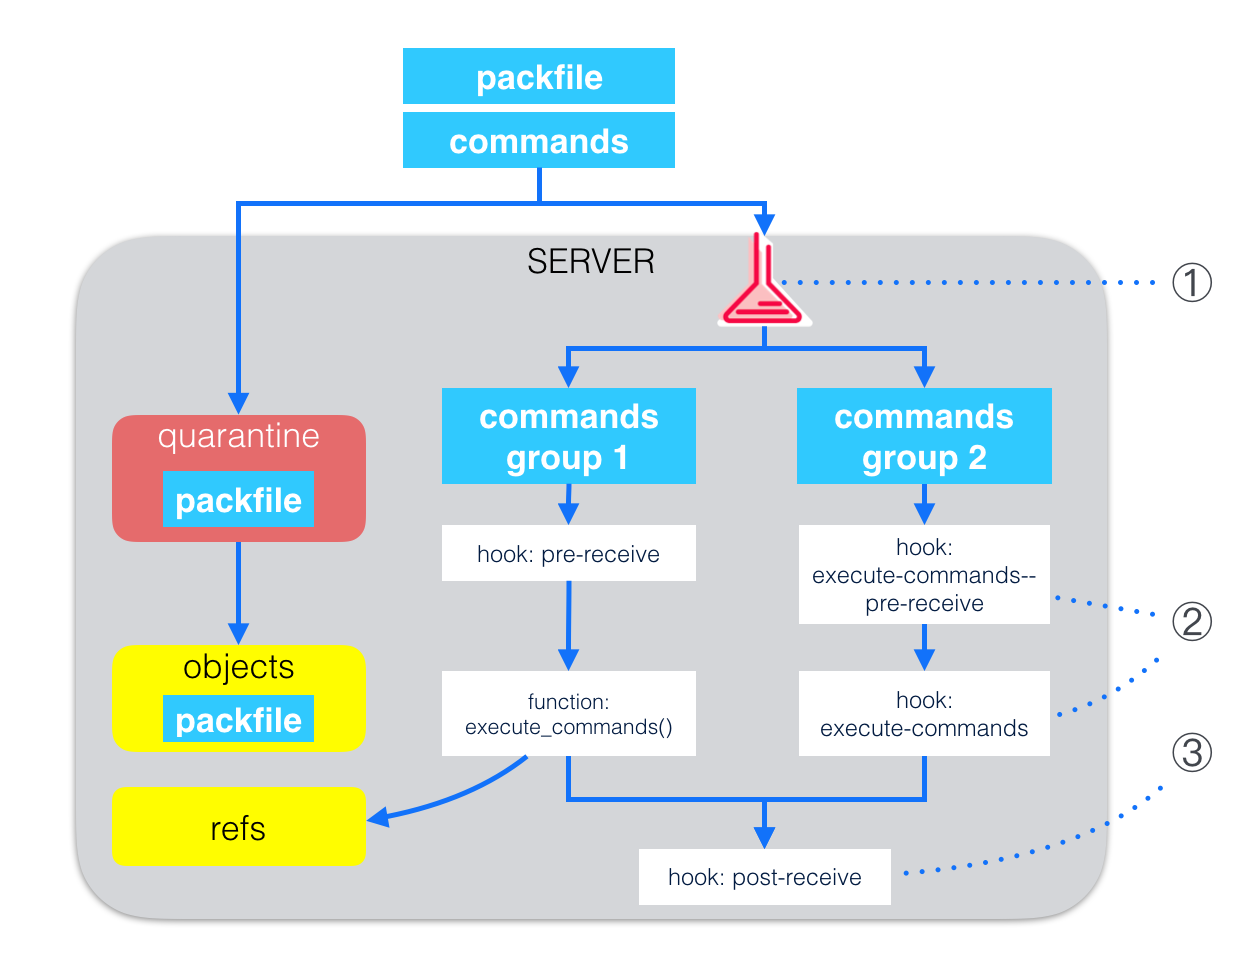 packfile
commands
SERVER
①
quarantine
packfile
commands
group 1
commands
group 2
hook: pre-receive
hook:
execute-commands--
pre-receive
②
objects
packfile
function:
execute_commands()
hook:
execute-commands
③
refs
hook: post-receive